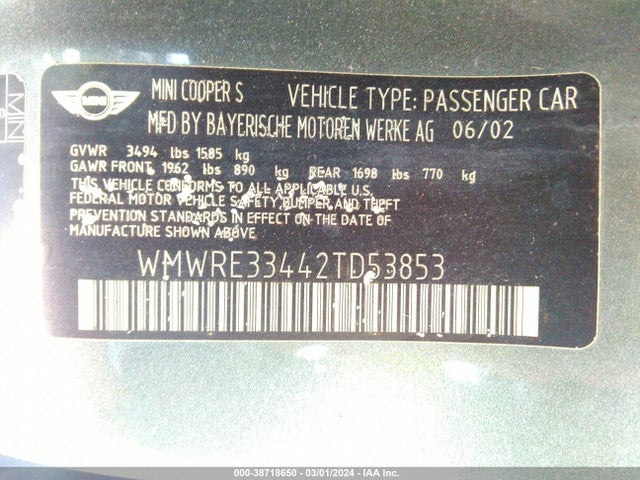 MINI
MINI COOPER S VEHICLE TYPE: PASSENGER CAR
MFD BY BAYERISCHE MOTOREN WERKE AG 06/02
GVWR 3494 lbs 1585 kg
GAWR FRONT 1962 lbs 890 kg REAR 1698 lbs 770 kg
THIS VEHICLE CONFORMS TO ALL APPLICABLE U.S.
FEDERAL MOTOR VEHICLE SAFETY, BUMPER AND THEFT
PREVENTION STANDARDS IN EFFECT ON THE DATE OF
MANUFACTURE SHOWN ABOVE.
WMWRE33442TD53853
000-38718650 / 03/01/2024 - IAA Inc.